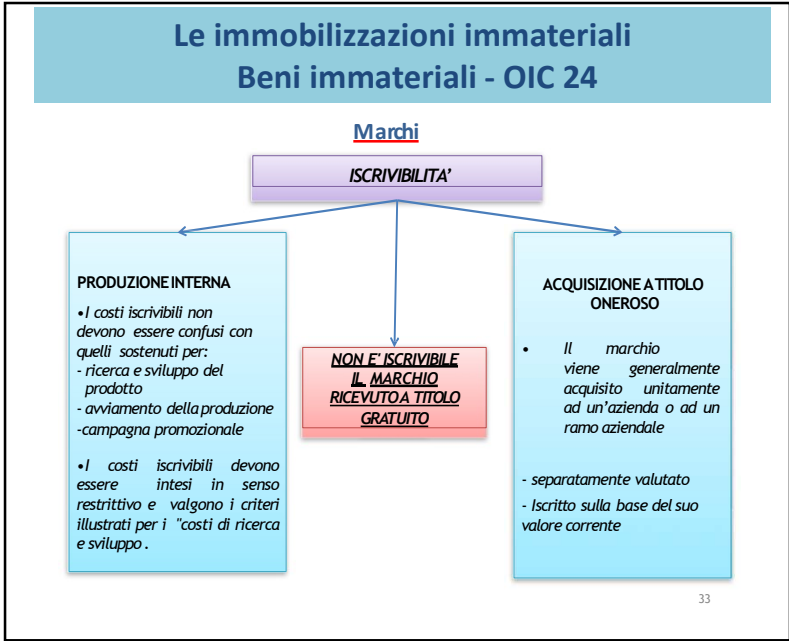 Le immobilizzazioni immateriali
Beni immateriali - OIC 24
Marchi
ISCRIVIBILITA'
PRODUZIONE INTERNA
•I costi iscrivibili non
devono essere confusi con
quelli sostenuti per:
- ricerca e sviluppo del
prodotto
- avviamento della produzione
-campagna promozionale
•I costi iscrivibili devono
essere intesi in senso
restrittivo e valgono i criteri
illustrati per i "costi di ricerca
e sviluppo .
NON E' ISCRIVIBILE
IL MARCHIO
RICEVUTO A TITOLO
GRATUITO
ACQUISIZIONE A TITOLO
ONEROSO
• Il marchio
viene generalmente
acquisito unitamente
ad un'azienda o ad un
ramo aziendale
- separatamente valutato
- Iscritto sulla base del suo
valore corrente
33